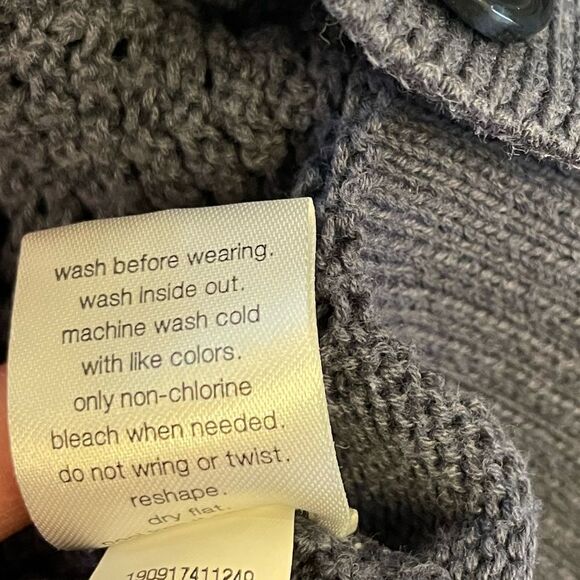 wash before wearing.
wash inside out.
machine wash cold
with like colors.
only non-chlorine
bleach when needed.
do not wring or twist.
reshape.
dry flat.
190917411240